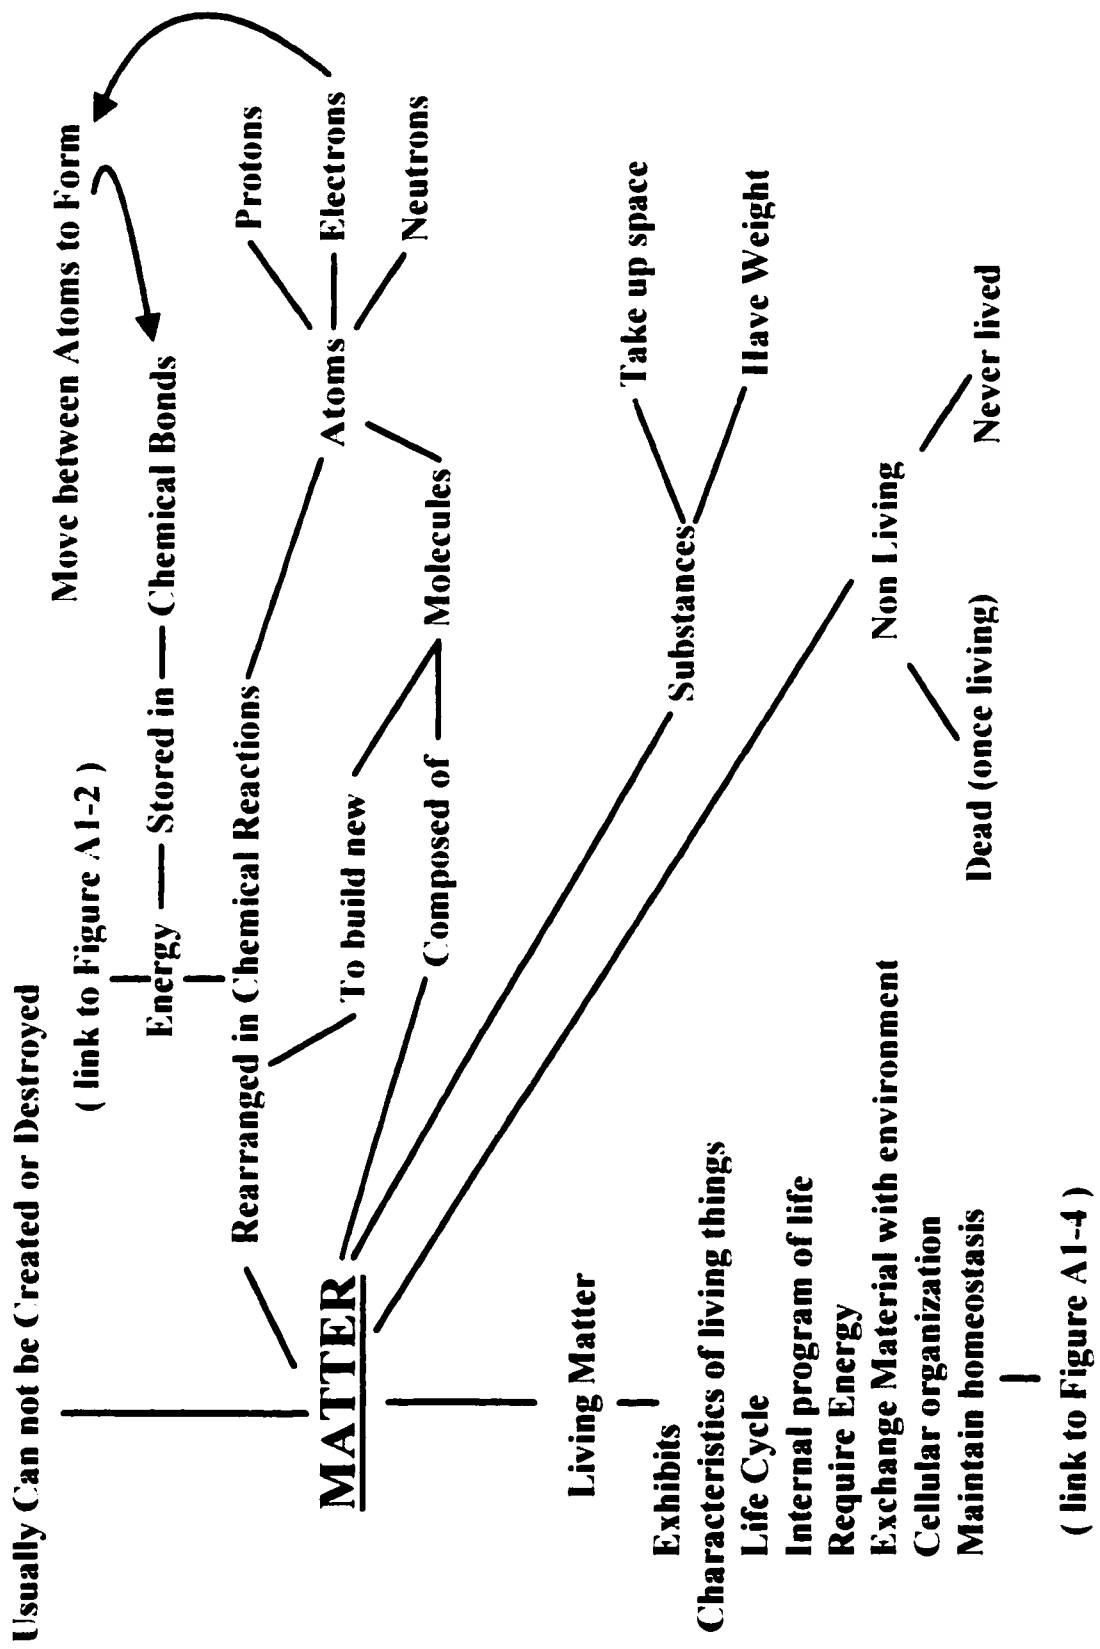 Usually Can not be Created or Destroyed
( link to Figure A1-2 )
Move between Atoms to Form
Energy
Stored in
Chemical Bonds
Rearranged in Chemical Reactions
Protons
Atoms
Electrons
Neutrons
To build new
Molecules
Composed of
MATTER
Living Matter
Substances
Take up space
Have Weight
Non Living
Dead (once living)
Never lived
Exhibits
Characteristics of living things
Life Cycle
Internal program of life
Require Energy
Exchange Material with environment
Cellular organization
Maintain homeostasis
( link to Figure A1-4 )